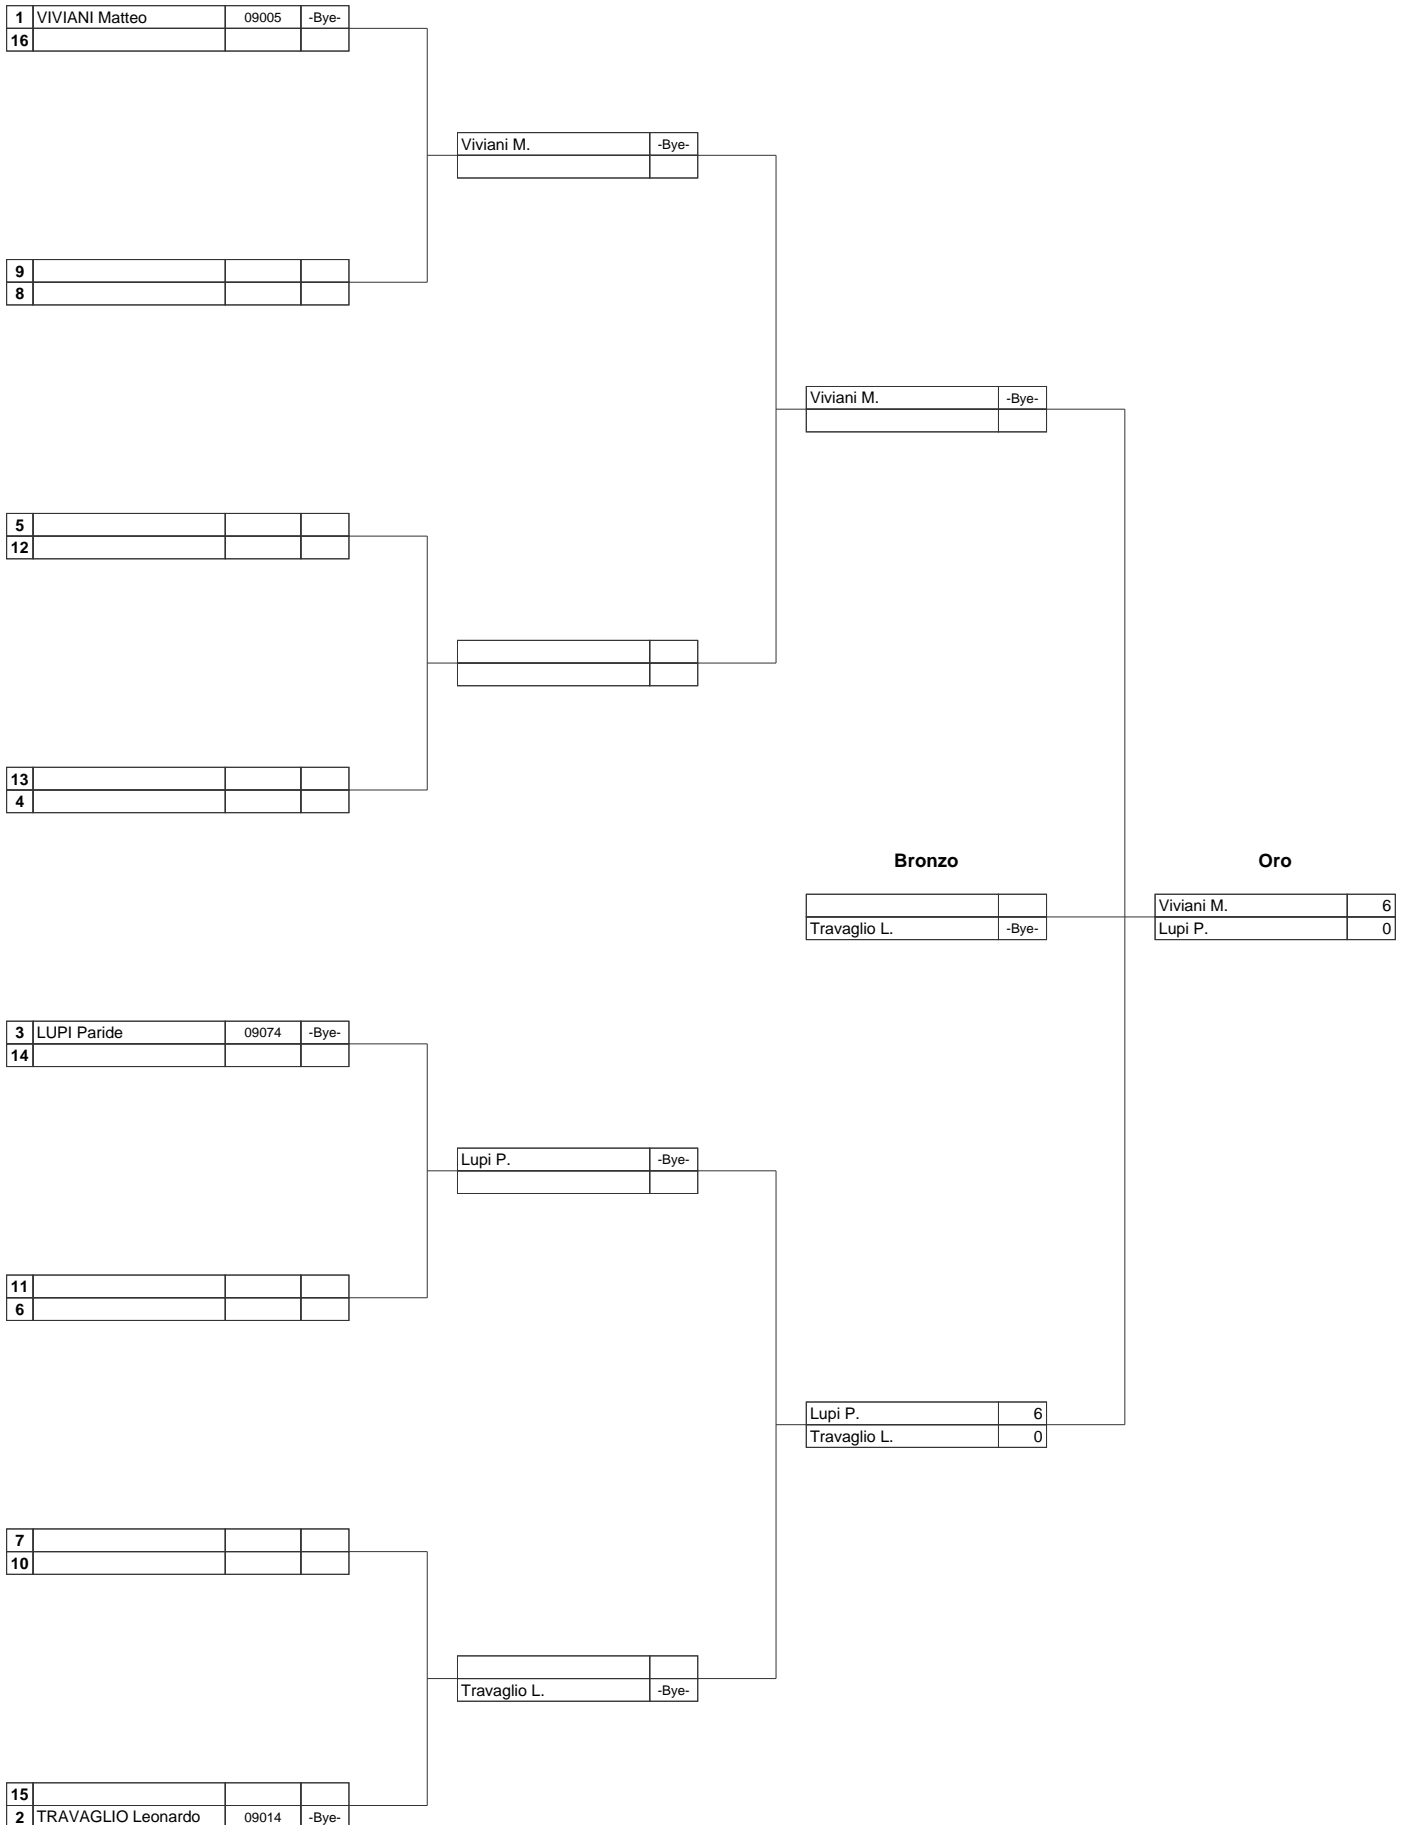 1 VIVIANI Matteo 09005 -Bye-
16
Viviani M. -Bye-
9
8
Viviani M. -Bye-
5
12
13
4
Bronzo Oro
Viviani M. 6
Travaglio L. -Bye- Lupi P. 0
3 LUPI Paride 09074 -Bye-
14
Lupi P. -Bye-
11
6
Lupi P. 6
Travaglio L. 0
7
10
Travaglio L. -Bye-
15
2 TRAVAGLIO Leonardo 09014 -Bye-